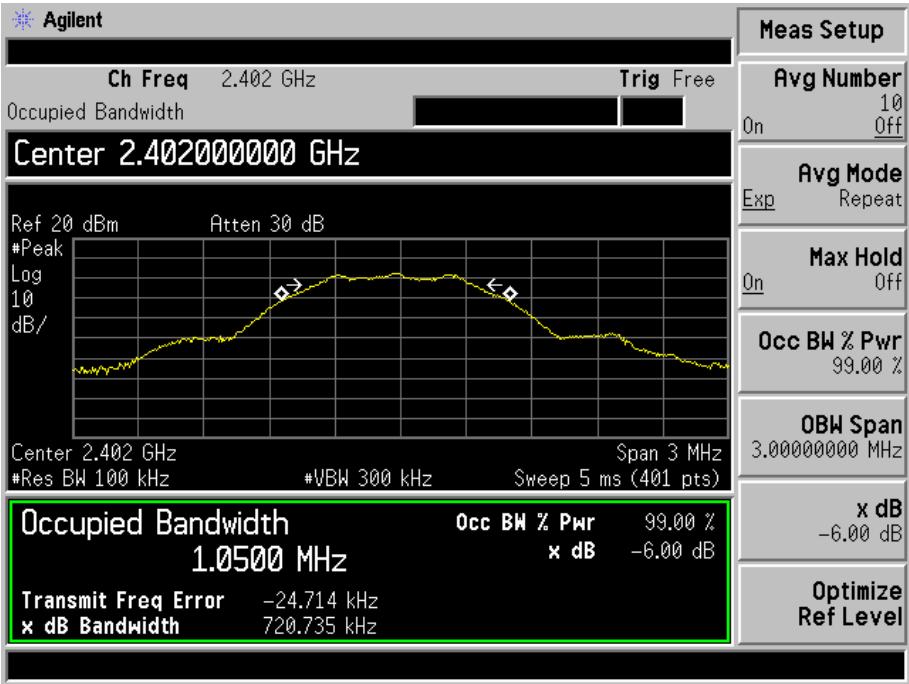 Agilent
Ch Freq 2.402 GHz Trig Free
Occupied Bandwidth
Center 2.402000000 GHz
Ref 20 dBm Atten 30 dB
#Peak
Log
10
dB/
Center 2.402 GHz Span 3 MHz
#Res BW 100 kHz #VBW 300 kHz Sweep 5 ms (401 pts)
Occupied Bandwidth Occ BW % Pwr 99.00 %
1.0500 MHz x dB -6.00 dB
Transmit Freq Error -24.714 kHz
x dB Bandwidth 720.735 kHz
Meas Setup
Avg Number
10
On Off
Avg Mode
Exp Repeat
Max Hold
On Off
Occ BW % Pwr
99.00 %
OBW Span
3.00000000 MHz
x dB
-6.00 dB
Optimize
Ref Level